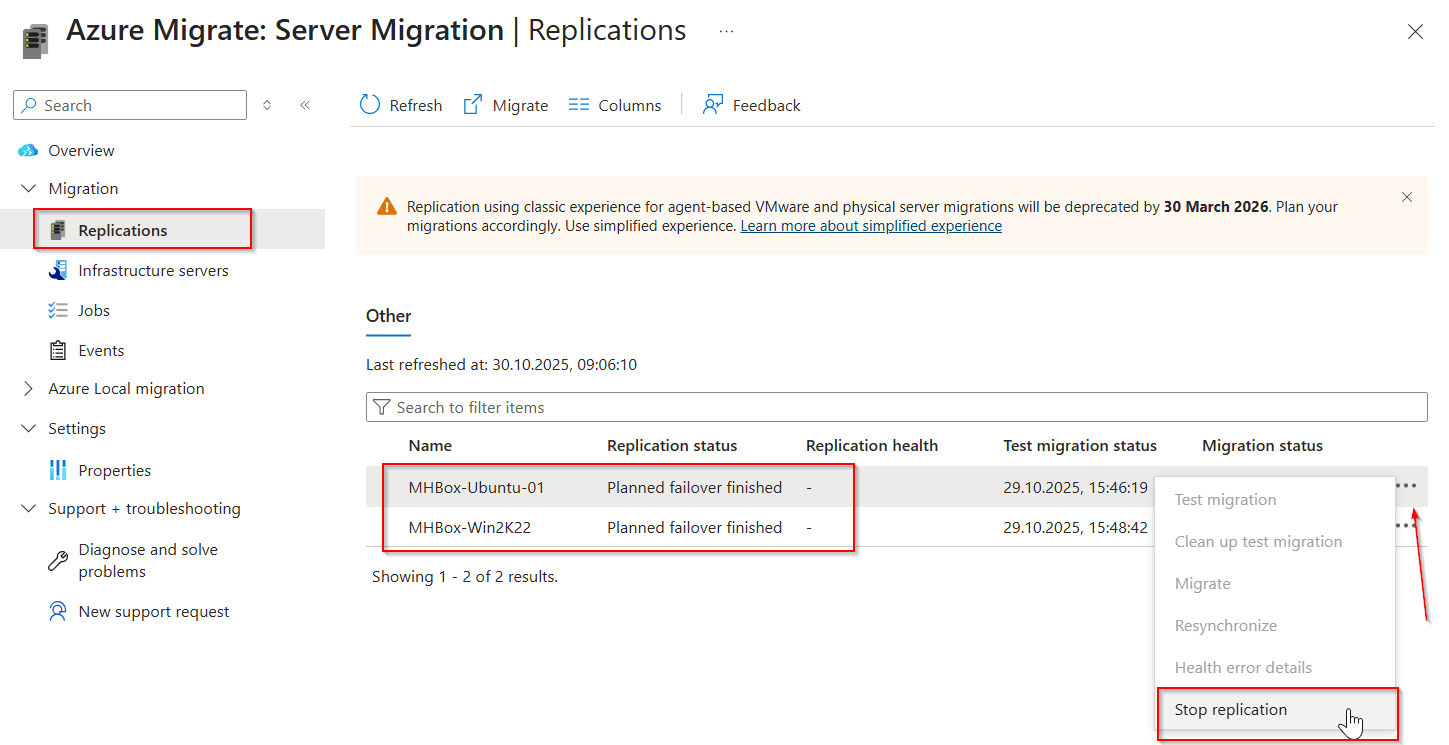 Azure Migrate: Server Migration | Replications ...
Search
Refresh
Migrate
Columns
Feedback
Overview
Migration
Replications
Infrastructure servers
Jobs
Events
Azure Local migration
Settings
Properties
Support + troubleshooting
Diagnose and solve
problems
New support request
Replication using classic experience for agent-based VMware and physical server migrations will be deprecated by 30 March 2026. Plan your
migrations accordingly. Use simplified experience. Learn more about simplified experience
Other
Last refreshed at: 30.10.2025, 09:06:10
Search to filter items
Name Replication status Replication health Test migration status Migration status
MHBox-Ubuntu-01 Planned failover finished - 29.10.2025, 15:46:19
MHBox-Win2K22 Planned failover finished - 29.10.2025, 15:48:42
Showing 1 - 2 of 2 results.
Test migration
Clean up test migration
Migrate
Resynchronize
Health error details
Stop replication